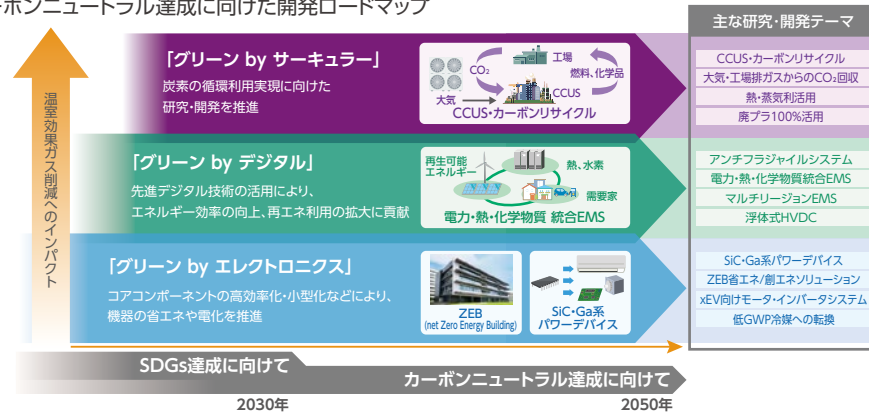 ーボンニュートラル達成に向けた開発ロードマップ
主な研究・開発テーマ
温室効果ガス削減へのインパクト
「グリーン by サーキュラー」
炭素の循環利用実現に向けた
研究・開発を推進
CO₂
工場
燃料、化学品
大気
CCUS
CCUS・カーボンリサイクル
CCUS・カーボンリサイクル
大気・工場排ガスからのCO₂回収
熱・蒸気利活用
廃プラ100%活用
「グリーン by デジタル」
先進デジタル技術の活用により、
エネルギー効率の向上、再エネ利用の拡大に貢献
再生可能
エネルギー
熱、水素
需要家
電力・熱・化学物質 統合EMS
アンチフラジャイルシステム
電力・熱・化学物質統合EMS
マルチリージョンEMS
浮体式HVDC
「グリーン by エレクトロニクス」
コアコンポーネントの高効率化・小型化などにより、
機器の省エネや電化を推進
ZEB
(net Zero Energy Building)
SiC・Ga系
パワーデバイス
SiC・Ga系パワーデバイス
ZEB省エネ/創エネソリューション
xEV向けモータ・インバータシステム
低GWP冷媒への転換
SDGs達成に向けて
カーボンニュートラル達成に向けて
2030年
2050年